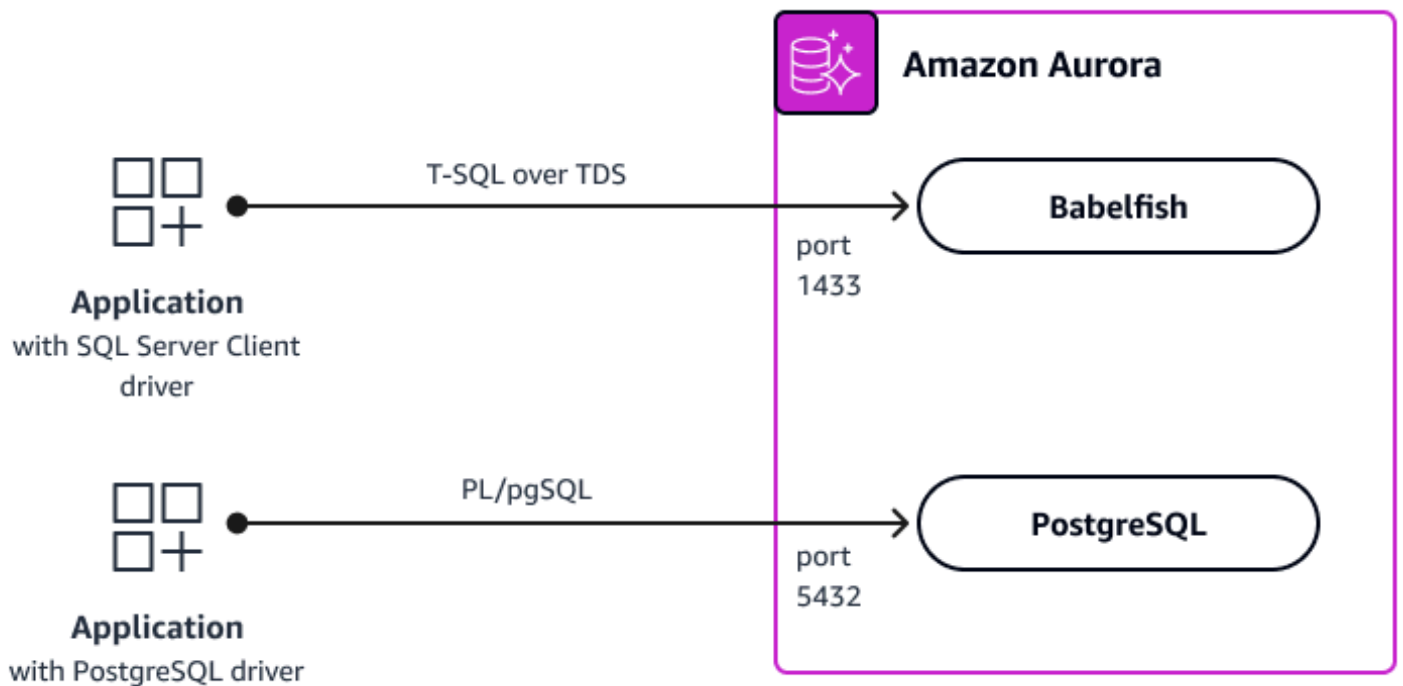 Amazon Aurora
T-SQL over TDS
Babelfish
port
1433
Application
with SQL Server Client
driver
PL/pgSQL
PostgreSQL
port
5432
Application
with PostgreSQL driver